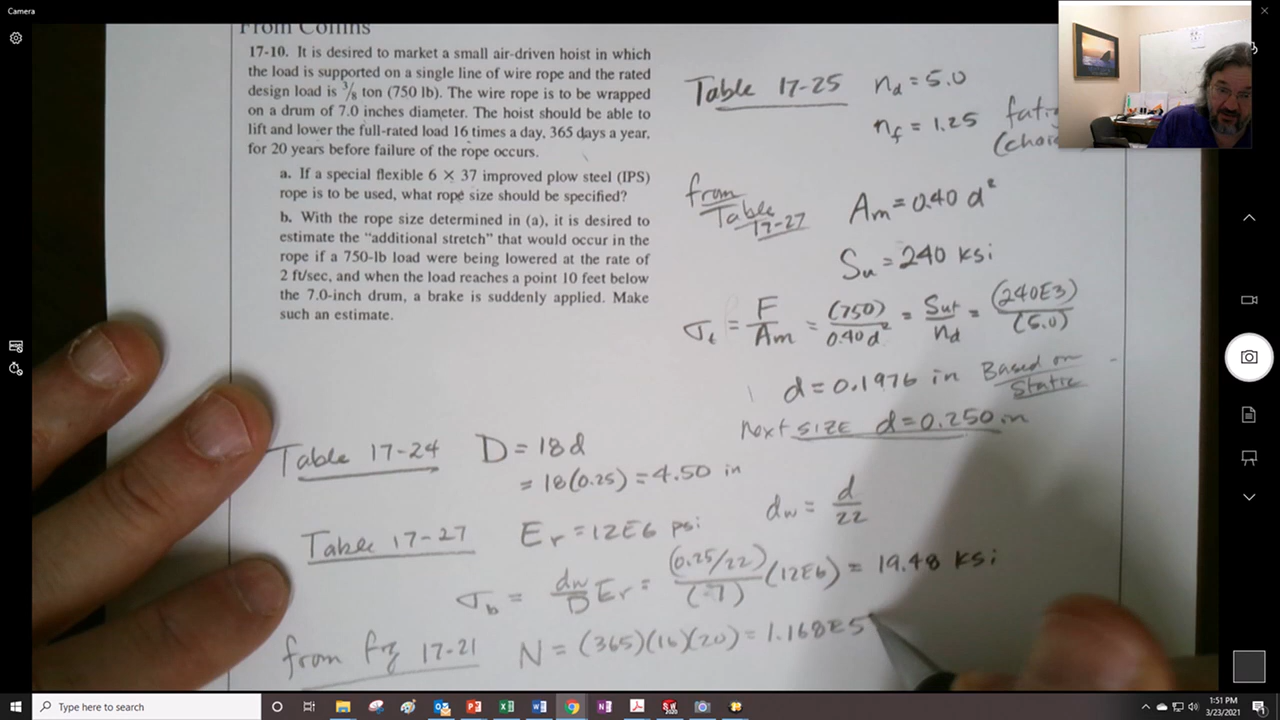 Camera
From Collins
17-10. It is desired to market a small air-driven hoist in which
the load is supported on a single line of wire rope and the rated
design load is 3/8 ton (750 lb). The wire rope is to be wrapped
on a drum of 7.0 inches diameter. The hoist should be able to
lift and lower the full-rated load 16 times a day, 365 days a year,
for 20 years before failure of the rope occurs.
a. If a special flexible 6 × 37 improved plow steel (IPS)
rope is to be used, what rope size should be specified?
b. With the rope size determined in (a), it is desired to
estimate the “additional stretch” that would occur in the
rope if a 750-lb load were being lowered at the rate of
2 ft/sec, and when the load reaches a point 10 feet below
the 7.0-inch drum, a brake is suddenly applied. Make
such an estimate.
Table 17-25 nd = 5.0
nf = 1.25
from Table 17-27 Am = 0.40 d²
Su = 240 ksi
σt = F/Am = (750)/0.40d² = Sut/nd = (240E3)/(5.0)
d = 0.1976 in Based on Static
Next SIZE d = 0.250 in
Table 17-24 D = 18d
= 18(0.25) = 4.50 in
dw = d/22
Table 17-27 Er = 12E6 psi
σb = dw/D Er = (0.25/22)/(7) (12E6) = 19.48 ksi
from fig 17-21 N = (365)(16)(20) = 1.168E5
Type here to search
1:51 PM
3/23/2021